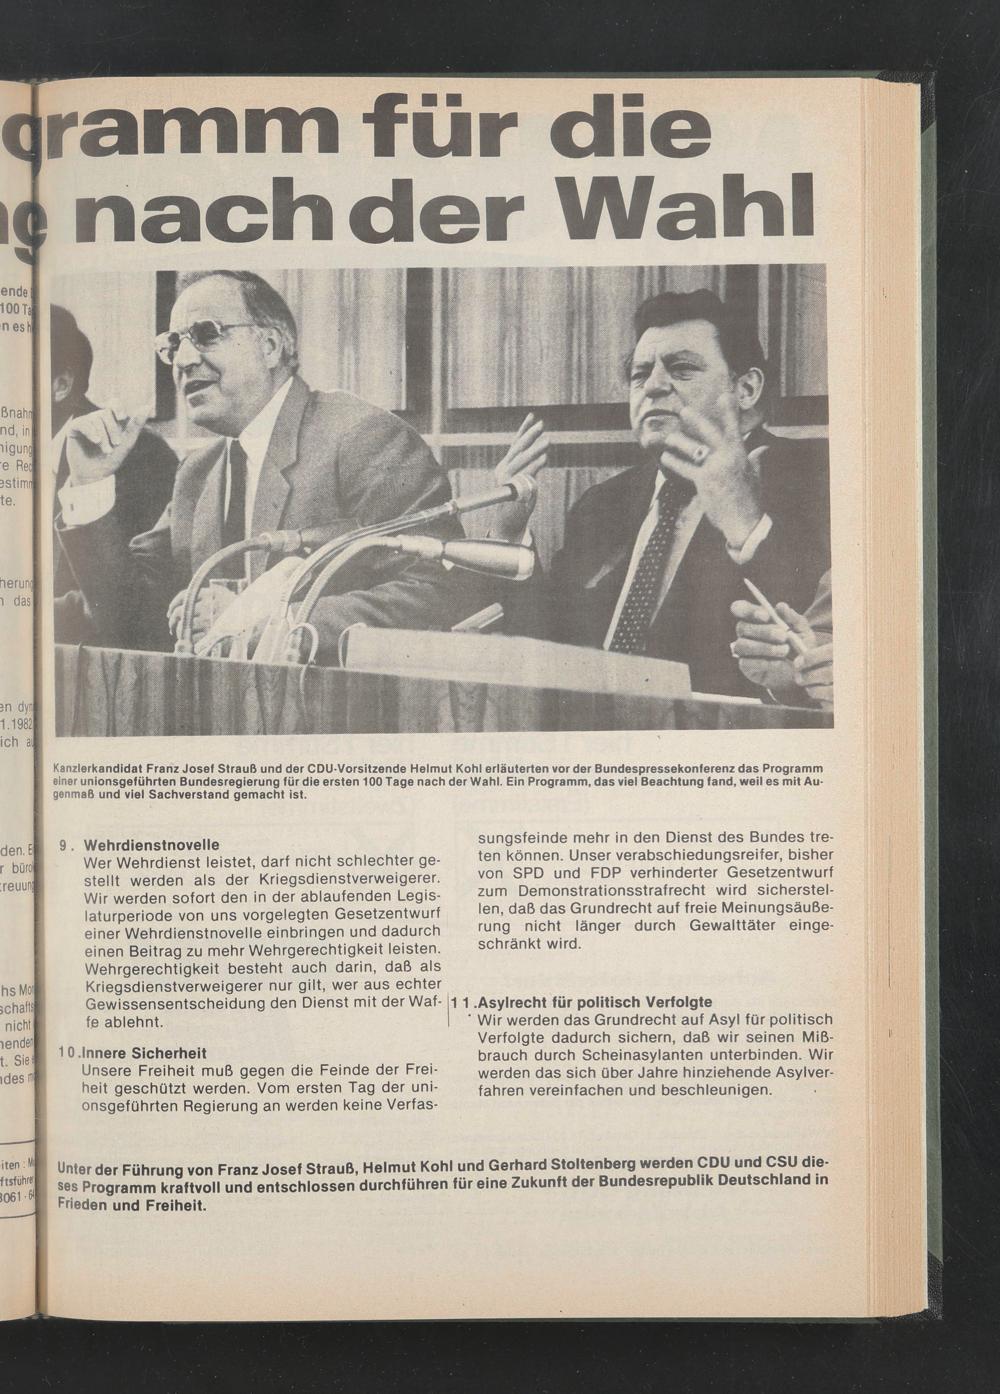 gramm für die
g nach der Wahl
Kanzlerkandidat Franz Josef Strauß und der CDU-Vorsitzende Helmut Kohl erläuterten vor der Bundespressekonferenz das Programm
einer unionsgeführten Bundesregierung für die ersten 100 Tage nach der Wahl. Ein Programm, das viel Beachtung fand, weil es mit Au-
genmaß und viel Sachverstand gemacht ist.
9. Wehrdienstnovelle
Wer Wehrdienst leistet, darf nicht schlechter ge-
stellt werden als der Kriegsdienstverweigerer.
Wir werden sofort den in der ablaufenden Legis-
laturperiode von uns vorgelegten Gesetzentwurf
einer Wehrdienstnovelle einbringen und dadurch
einen Beitrag zu mehr Wehrgerechtigkeit leisten.
Wehrgerechtigkeit besteht auch darin, daß als
Kriegsdienstverweigerer nur gilt, wer aus echter
Gewissensentscheidung den Dienst mit der Waf-
fe ablehnt.
10. Innere Sicherheit
Unsere Freiheit muß gegen die Feinde der Frei-
heit geschützt werden. Vom ersten Tag der uni-
onsgeführten Regierung an werden keine Verfas-
sungsfeinde mehr in den Dienst des Bundes tre-
ten können. Unser verabschiedungsreifer, bisher
von SPD und FDP verhinderter Gesetzentwurf
zum Demonstrationsstrafrecht wird sicherstel-
len, daß das Grundrecht auf freie Meinungsäuße-
rung nicht länger durch Gewalttäter einge-
schränkt wird.
11. Asylrecht für politisch Verfolgte
Wir werden das Grundrecht auf Asyl für politisch
Verfolgte dadurch sichern, daß wir seinen Miß-
brauch durch Scheinasylanten unterbinden. Wir
werden das sich über Jahre hinziehende Asylver-
fahren vereinfachen und beschleunigen.
Unter der Führung von Franz Josef Strauß, Helmut Kohl und Gerhard Stoltenberg werden CDU und CSU die-
ses Programm kraftvoll und entschlossen durchführen für eine Zukunft der Bundesrepublik Deutschland in
Frieden und Freiheit.